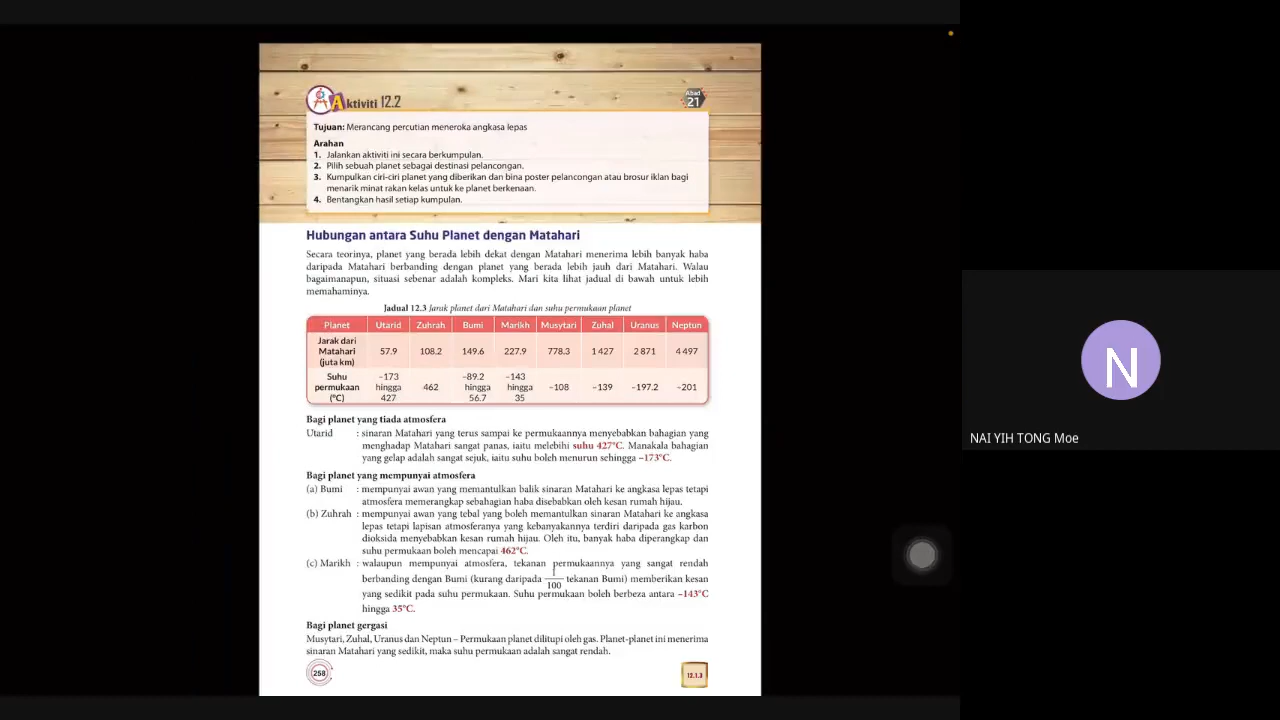 Aktiviti 12.2
Abad
21
Tujuan: Merancang percutian meneroka angkasa lepas
Arahan
1. Jalankan aktiviti ini secara berkumpulan.
2. Pilih sebuah planet sebagai destinasi pelancongan.
3. Kumpulkan ciri-ciri planet yang diberikan dan bina poster pelancongan atau brosur iklan bagi
menarik minat rakan kelas untuk ke planet berkenaan.
4. Bentangkan hasil setiap kumpulan.
Hubungan antara Suhu Planet dengan Matahari
Secara teorinya, planet yang berada lebih dekat dengan Matahari menerima lebih banyak haba
daripada Matahari berbanding dengan planet yang berada lebih jauh dari Matahari. Walau
bagaimanapun, situasi sebenar adalah kompleks. Mari kita lihat jadual di bawah untuk lebih
memahaminya.
Jadual 12.3 Jarak planet dari Matahari dan suhu permukaan planet
Planet Utarid Zuhrah Bumi Marikh Musytari Zuhal Uranus Neptun
Jarak dari
Matahari
(juta km) 57.9 108.2 149.6 227.9 778.3 1 427 2 871 4 497
Suhu
permukaan
(°C) –173 hingga 427 462 –89.2 hingga 56.7 –143 hingga 35 –108 –139 –197.2 –201
Bagi planet yang tiada atmosfera
Utarid : sinaran Matahari yang terus sampai ke permukaannya menyebabkan bahagian yang
menghadap Matahari sangat panas, iaitu melebihi suhu 427°C. Manakala bahagian
yang gelap adalah sangat sejuk, iaitu suhu boleh menurun sehingga –173°C.
Bagi planet yang mempunyai atmosfera
(a) Bumi : mempunyai awan yang memantulkan balik sinaran Matahari ke angkasa lepas tetapi
atmosfera memerangkap sebahagian haba disebabkan oleh kesan rumah hijau.
(b) Zuhrah : mempunyai awan yang tebal yang boleh memantulkan sinaran Matahari ke angkasa
lepas tetapi lapisan atmosferanya yang kebanyakannya terdiri daripada gas karbon
dioksida menyebabkan kesan rumah hijau. Oleh itu, banyak haba diperangkap dan
suhu permukaan boleh mencapai 462°C.
(c) Marikh : walaupun mempunyai atmosfera, tekanan permukaannya yang sangat rendah
berbanding dengan Bumi (kurang daripada 1/100 tekanan Bumi) memberikan kesan
yang sedikit pada suhu permukaan. Suhu permukaan boleh berbeza antara –143°C
hingga 35°C.
Bagi planet gergasi
Musytari, Zuhal, Uranus dan Neptun – Permukaan planet dilitupi oleh gas. Planet-planet ini menerima
sinaran Matahari yang sedikit, maka suhu permukaan adalah sangat rendah.
258
12.1.3
N
NAI YIH TONG Moe